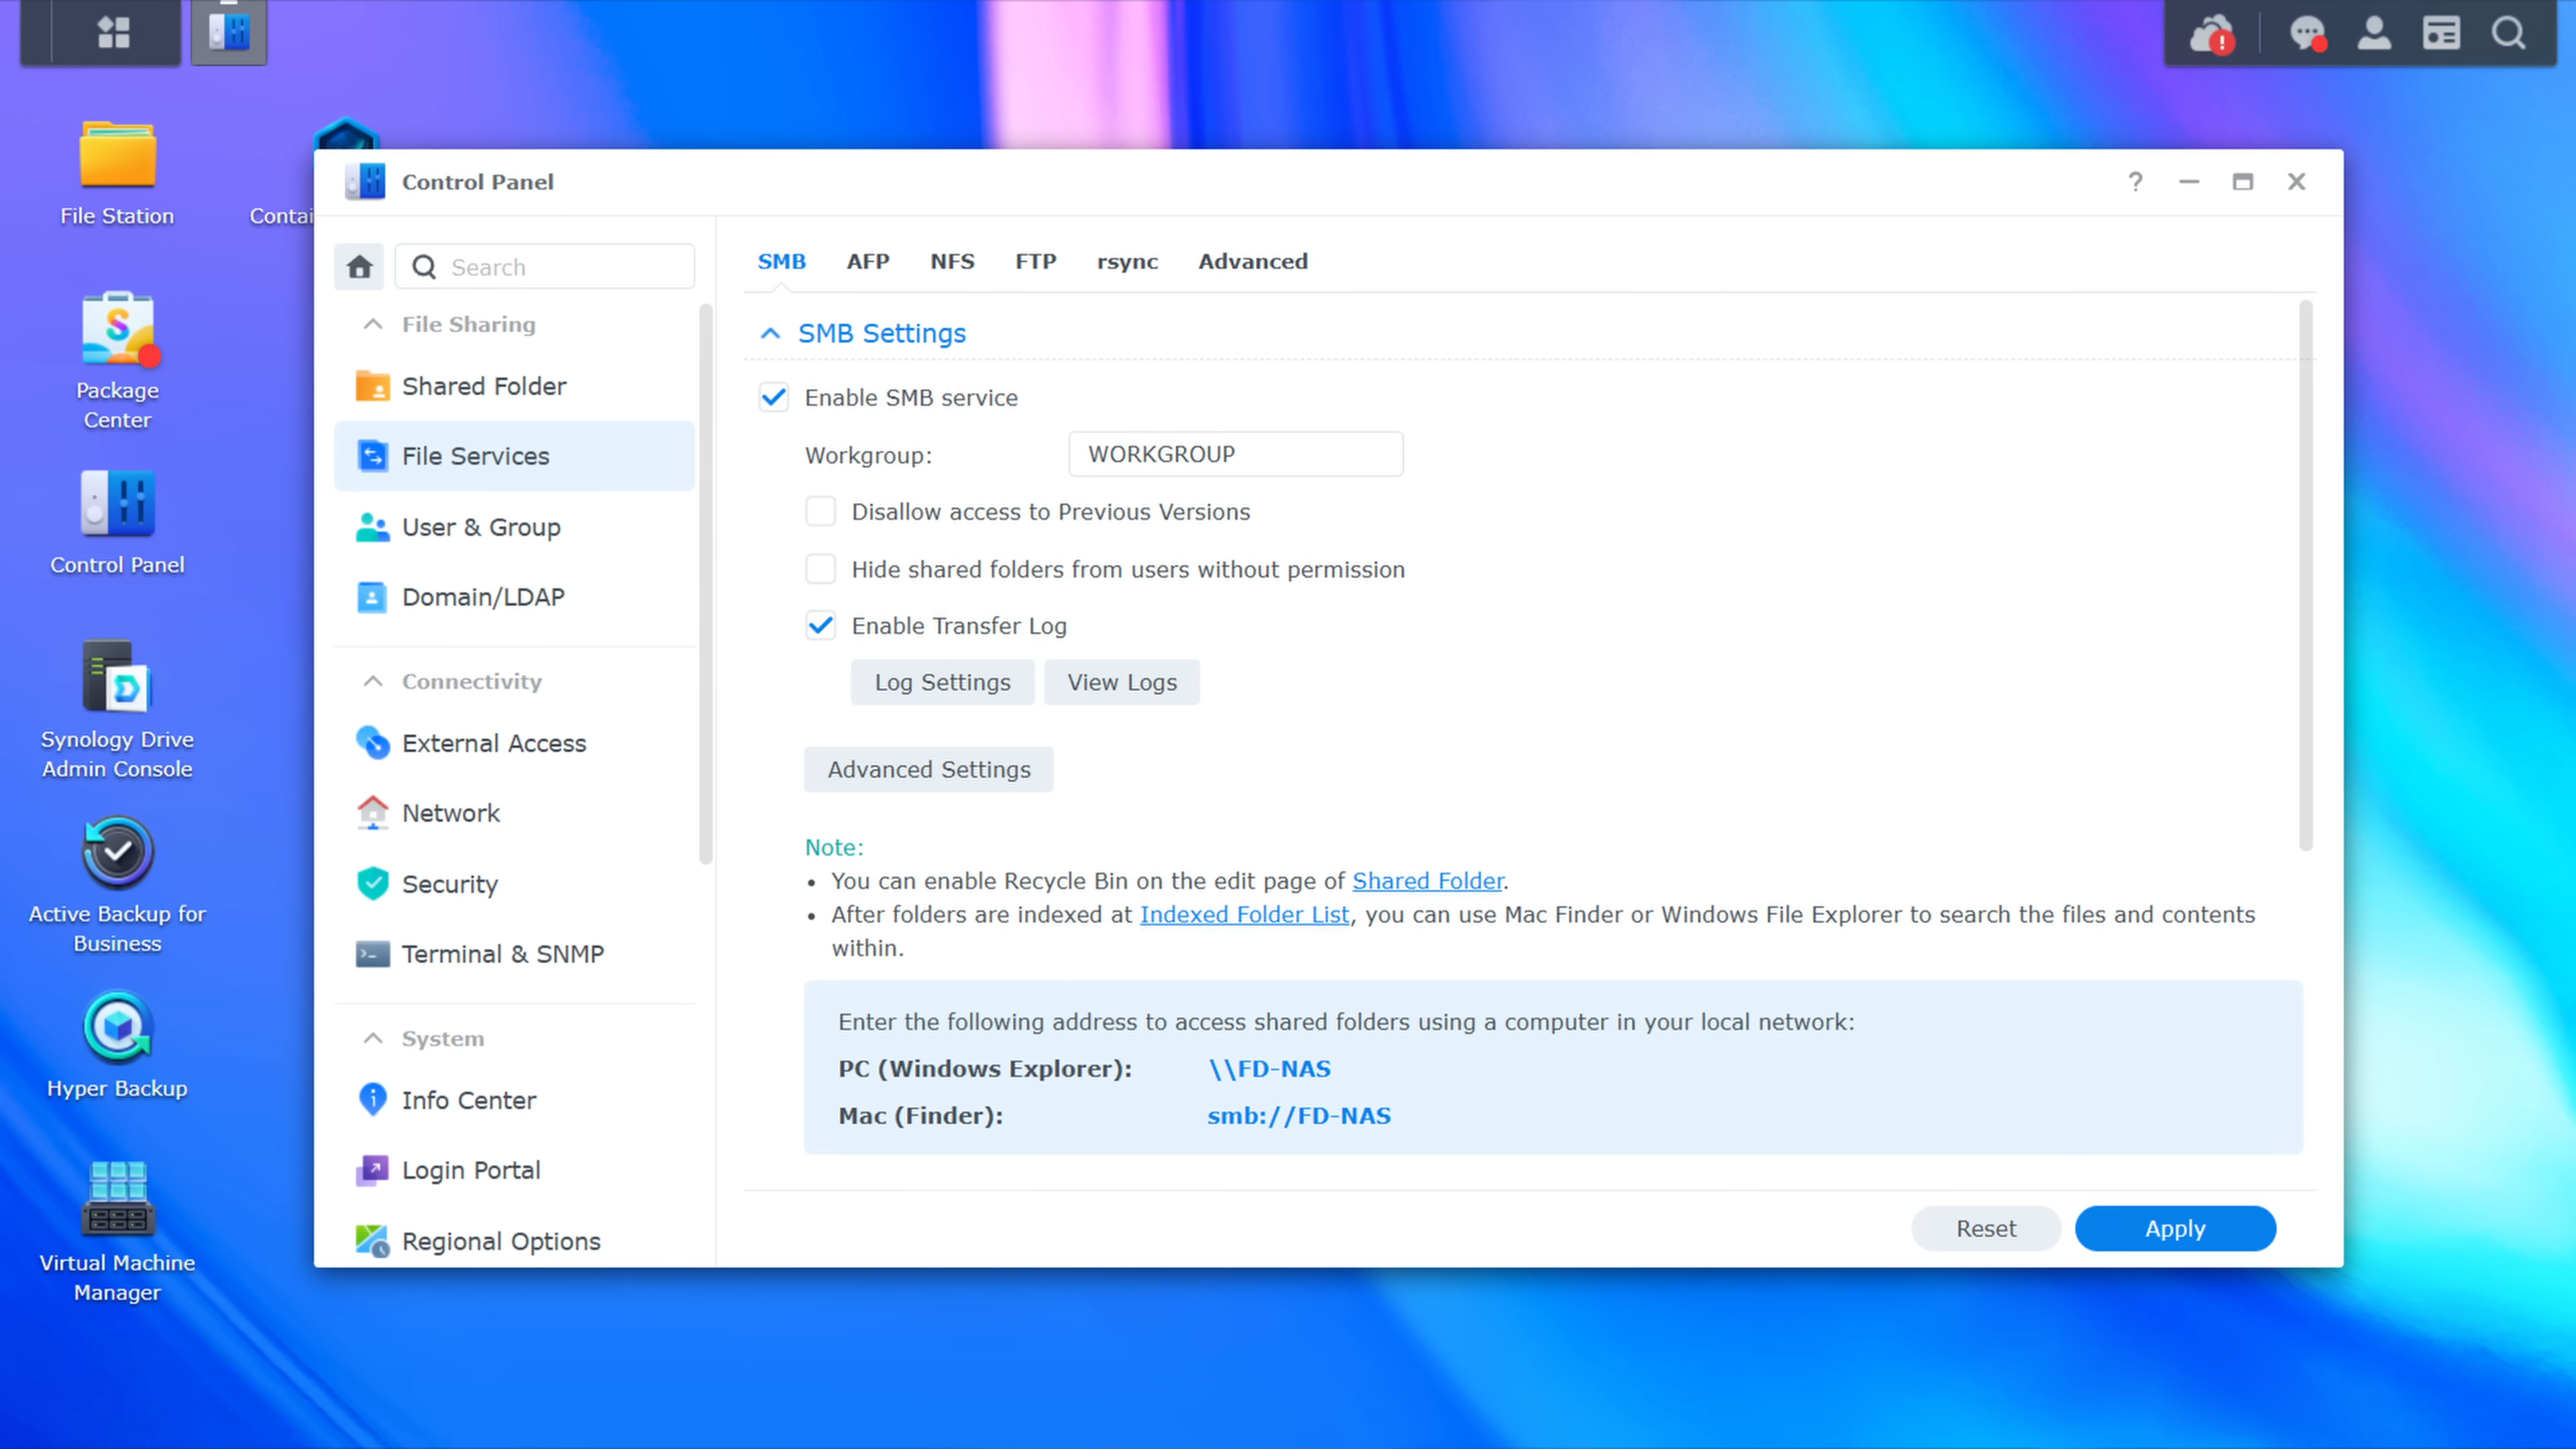 File Station
Contai
Package
Center
Control Panel
Synology Drive
Admin Console
Active Backup for
Business
Hyper Backup
Virtual Machine
Manager
Control Panel
Search
File Sharing
Shared Folder
File Services
User & Group
Domain/LDAP
Connectivity
External Access
Network
Security
Terminal & SNMP
System
Info Center
Login Portal
Regional Options
SMB AFP NFS FTP rsync Advanced
SMB Settings
Enable SMB service
Workgroup: WORKGROUP
Disallow access to Previous Versions
Hide shared folders from users without permission
Enable Transfer Log
Log Settings View Logs
Advanced Settings
Note:
• You can enable Recycle Bin on the edit page of Shared Folder.
• After folders are indexed at Indexed Folder List, you can use Mac Finder or Windows File Explorer to search the files and contents
within.
Enter the following address to access shared folders using a computer in your local network:
PC (Windows Explorer): \\FD-NAS
Mac (Finder): smb://FD-NAS
Reset Apply